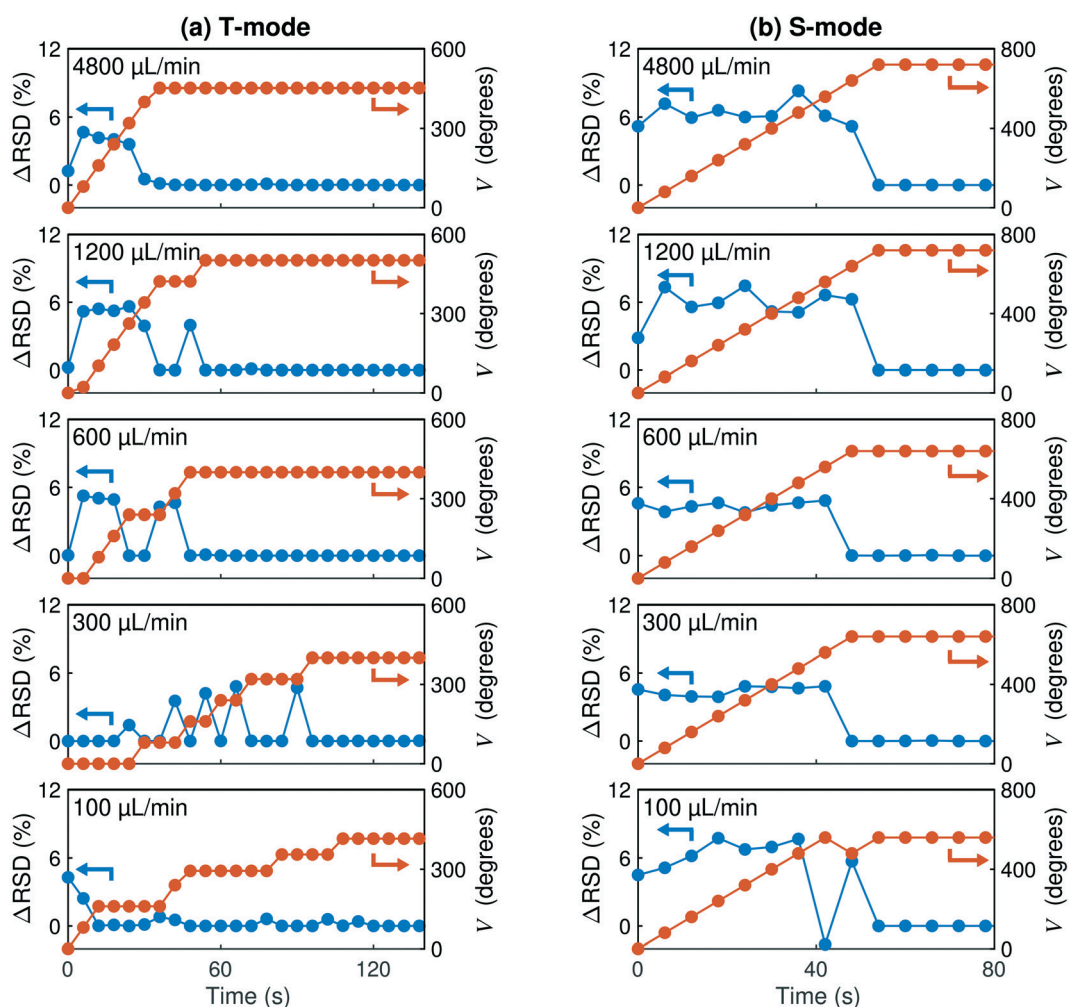 (a) T-mode
(b) S-mode
4800 µL/min
ΔRSD (%)
12
6
0
600
300
0
V (degrees)
4800 µL/min
ΔRSD (%)
12
6
0
800
400
0
V (degrees)
1200 µL/min
ΔRSD (%)
12
6
0
600
300
0
V (degrees)
1200 µL/min
ΔRSD (%)
12
6
0
800
400
0
V (degrees)
600 µL/min
ΔRSD (%)
12
6
0
600
300
0
V (degrees)
600 µL/min
ΔRSD (%)
12
6
0
800
400
0
V (degrees)
300 µL/min
ΔRSD (%)
12
6
0
600
300
0
V (degrees)
300 µL/min
ΔRSD (%)
12
6
0
800
400
0
V (degrees)
100 µL/min
ΔRSD (%)
12
6
0
600
300
0
V (degrees)
0 60 120
Time (s)
100 µL/min
ΔRSD (%)
12
6
0
800
400
0
V (degrees)
0 40 80
Time (s)